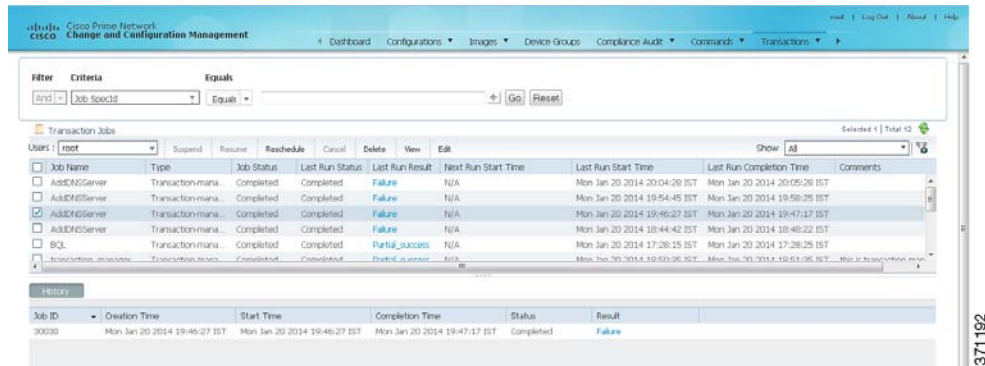 root | Log Out | About | Help
cisco Cisco Prime Network
Change and Configuration Management
Dashboard Configurations Images Device Groups Compliance Audit Commands Transactions
Filter Criteria Equals
And Job SpecId Equals + Go Reset
Transaction Jobs Selected 1 | Total 12
Users : root Suspend Resume Reschedule Cancel Delete View Edit Show All
Job Name Type Job Status Last Run Status Last Run Result Next Run Start Time Last Run Start Time Last Run Completion Time Comments
AddDNSServer Transaction-mana... Completed Completed Failure N/A Mon Jan 20 2014 20:04:28 IST Mon Jan 20 2014 20:05:28 IST
AddDNSServer Transaction-mana... Completed Completed Failure N/A Mon Jan 20 2014 19:54:45 IST Mon Jan 20 2014 19:58:25 IST
AddDNSServer Transaction-mana... Completed Completed Failure N/A Mon Jan 20 2014 19:46:27 IST Mon Jan 20 2014 19:47:17 IST
AddDNSServer Transaction-mana... Completed Completed Failure N/A Mon Jan 20 2014 18:44:42 IST Mon Jan 20 2014 18:48:22 IST
BQL Transaction-mana... Completed Completed Partial_success N/A Mon Jan 20 2014 17:28:15 IST Mon Jan 20 2014 17:28:25 IST
Completed Completed N/A Mon Jan 20 2014 Mon Jan 20 2014
History
Job ID Creation Time Start Time Completion Time Status Result
30030 Mon Jan 20 2014 19:46:27 IST Mon Jan 20 2014 19:46:27 IST Mon Jan 20 2014 19:47:17 IST Completed Failure
371192